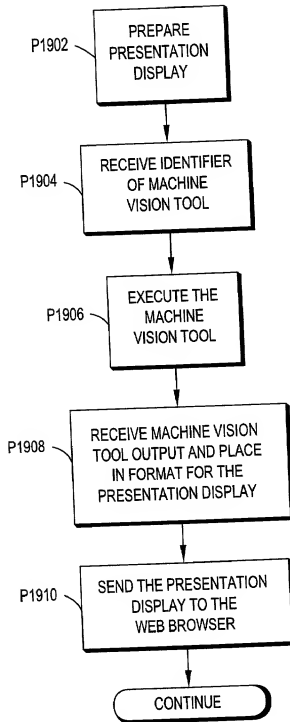 P1902
PREPARE
PRESENTATION
DISPLAY
P1904
RECEIVE IDENTIFIER
OF MACHINE
VISION TOOL
P1906
EXECUTE THE
MACHINE
VISION TOOL
P1908
RECEIVE MACHINE VISION
TOOL OUTPUT AND PLACE
IN FORMAT FOR THE
PRESENTATION DISPLAY
P1910
SEND THE PRESENTATION
DISPLAY TO THE
WEB BROWSER
CONTINUE